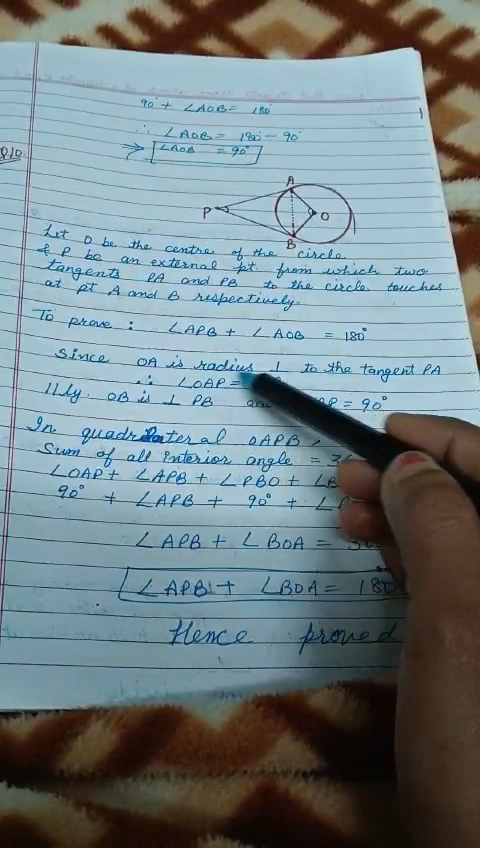 90° + ∠AOB = 180°
∴ ∠AOB = 180° - 90°
⇒ ∠AOB = 90°
Q10
A
P
O
B
Let O be the centre of the circle
& P be an external pt. from which two
tangents PA and PB to the circle touches
at pt A and B respectively.
To prove : ∠APB + ∠AOB = 180°
Since OA is radius ⊥ to the tangent PA
∴ ∠OAP =
111ly. OB is ⊥ PB = 90°
In quadrilateral OAPB,
Sum of all interior angle =
∠OAP + ∠APB + ∠PBO +
90° + ∠APB + 90° +
∠APB + ∠BOA =
∠APB + ∠BOA = 180°
Hence proved